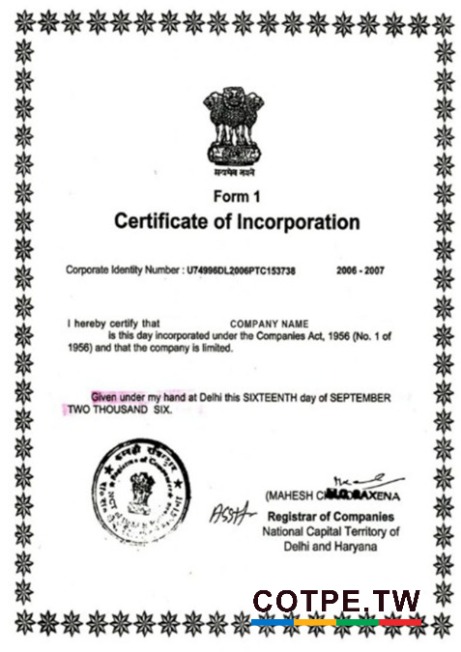 सत्यमेव जयते
Form 1
Certificate of Incorporation
Corporate Identity Number : U74996DL2006PTC153738 2006 - 2007
I hereby certify that COMPANY NAME
is this day incorporated under the Companies Act, 1956 (No. 1 of
1956) and that the company is limited.
Given under my hand at Delhi this SIXTEENTH day of SEPTEMBER
TWO THOUSAND SIX.
(MAHESH
Registrar of Companies
National Capital Territory of
Delhi and Haryana
COTPE.TW